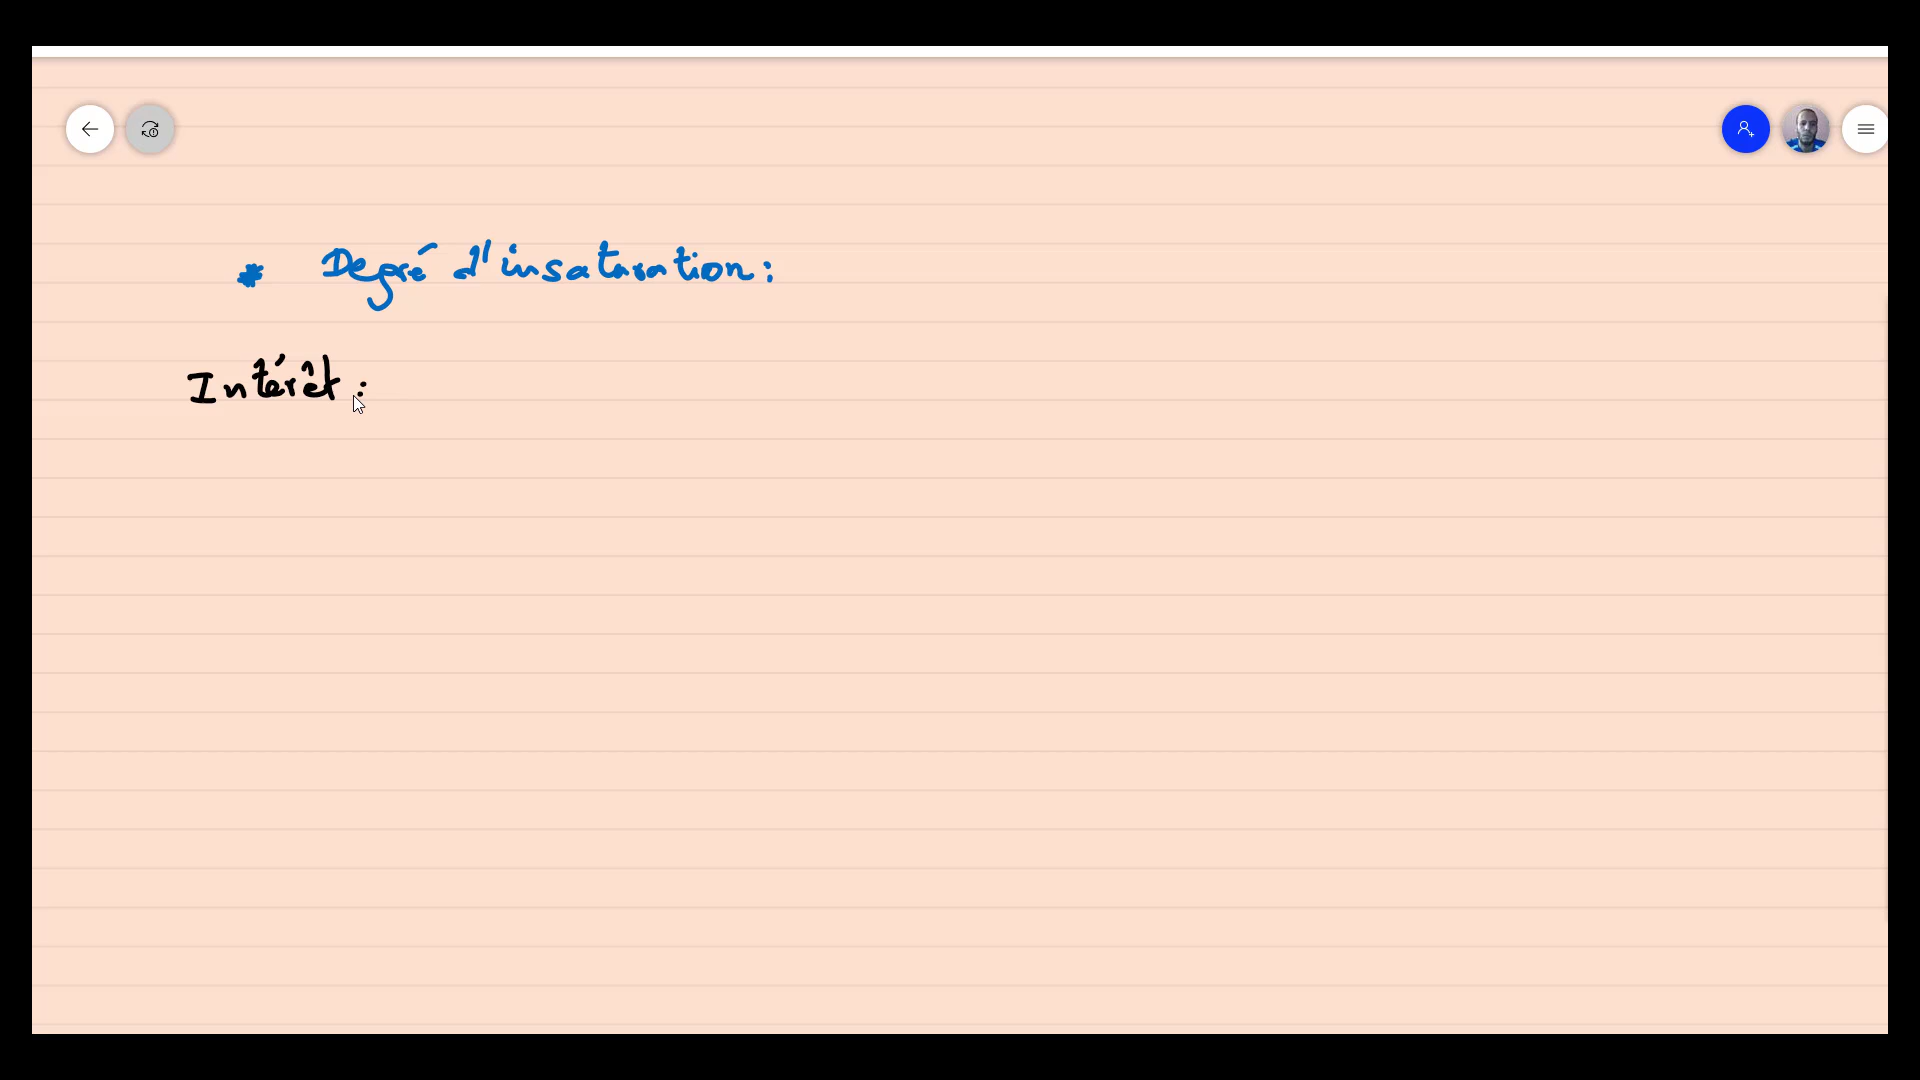 * Degré d'insaturation :
Intérêt :